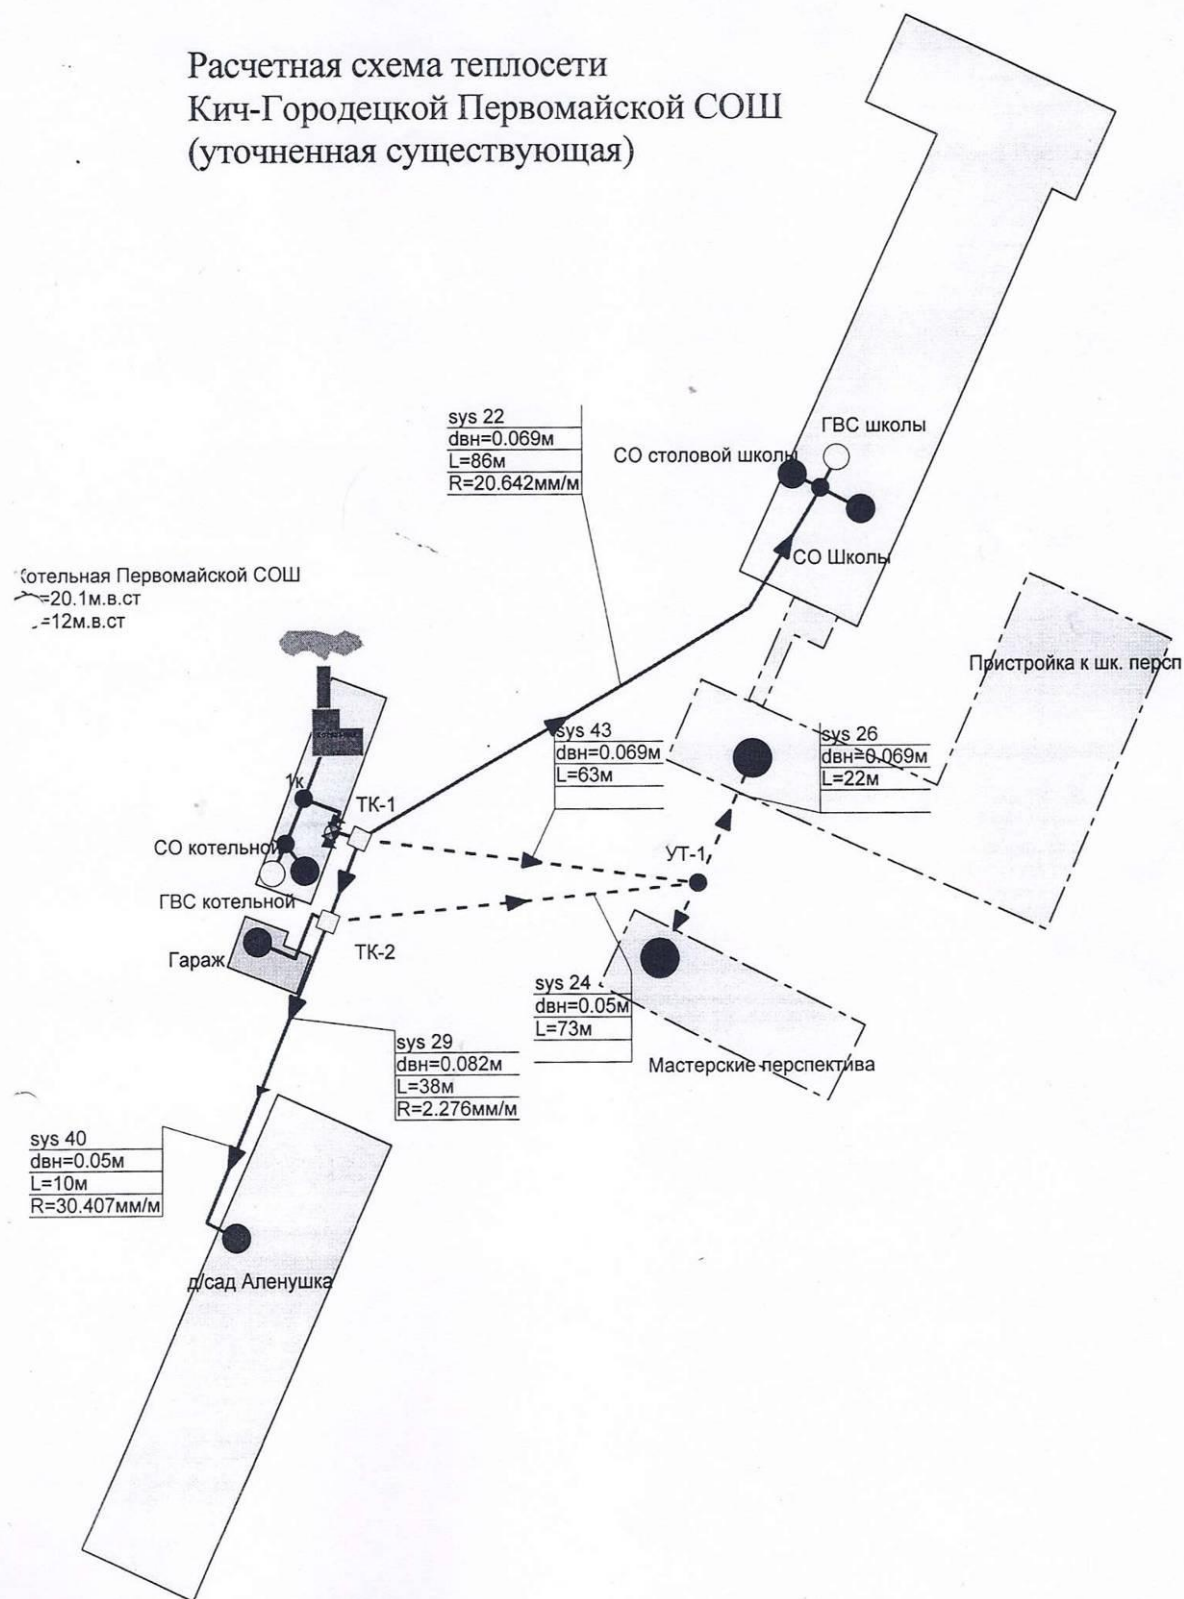 Расчетная схема теплосети
Кич-Городецкой Первомайской СОШ
(уточненная существующая)
sys 22
dвн=0.069м
L=86м
R=20.642мм/м
ГВС школы
СО столовой школы
СО Школы
Котельная Первомайской СОШ
=20.1м.в.ст
=12м.в.ст
Пристройка к шк. персп
sys 43
dвн=0.069м
L=63м
sys 26
dвн=0.069м
L=22м
1к
ТК-1
СО котельной
УТ-1
ГВС котельной
ТК-2
Гараж
sys 24
dвн=0.05м
L=73м
sys 29
dвн=0.082м
L=38м
R=2.276мм/м
Мастерские перспектива
sys 40
dвн=0.05м
L=10м
R=30.407мм/м
д/сад Аленушка